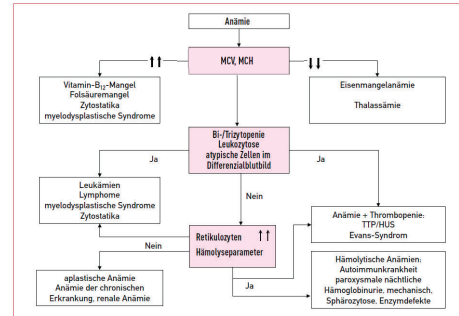 Anämie
MCV, MCH
Vitamin-B12-Mangel
Folsäuremangel
Zytostatika
myelodysplastische Syndrome
Eisenmangelanämie
Thalassämie
Bi-/Trizytopenie
Leukozytose
atypische Zellen im
Differenzialblutbild
Ja
Ja
Leukämien
Lymphome
myelodysplastische Syndrome
Zytostatika
Nein
Anämie + Thrombopenie:
TTP/HUS
Evans-Syndrom
Retikulozyten
Hämolyseparameter
Nein
Ja
aplastische Anämie
Anämie der chronischen
Erkrankung, renale Anämie
Hämolytische Anämien:
Autoimmunkrankheit
paroxysmale nächtliche
Hämoglobinurie, mechanisch,
Sphärozytose, Enzymdefekte